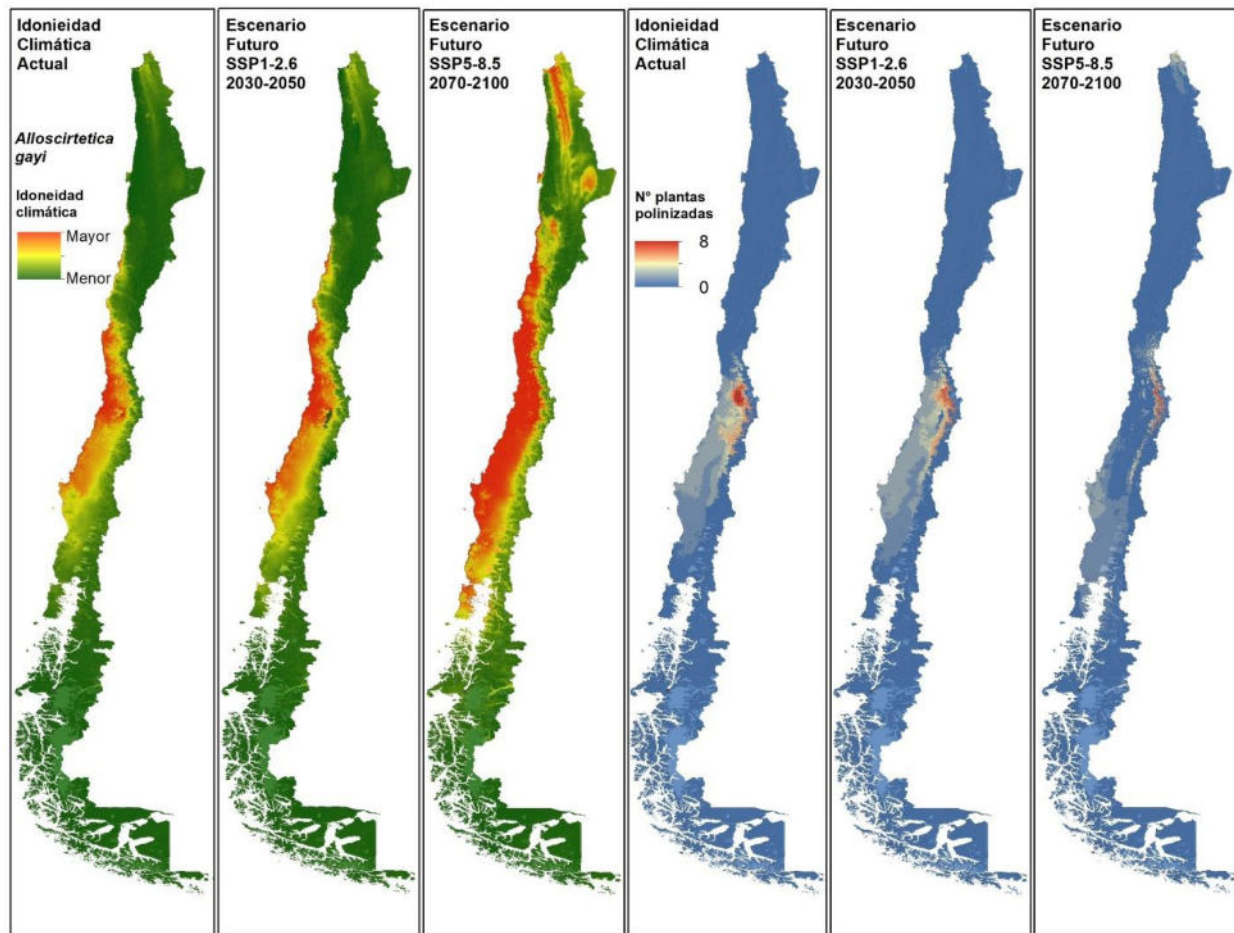 Idonieidad
Climática
Actual
Alloscirtetica
gayi
Idoneidad
climática
Mayor
Menor
Escenario
Futuro
SSP1-2.6
2030-2050
Escenario
Futuro
SSP5-8.5
2070-2100
Idonieidad
Climática
Actual
N° plantas
polinizadas
8
0
Escenario
Futuro
SSP1-2.6
2030-2050
Escenario
Futuro
SSP5-8.5
2070-2100